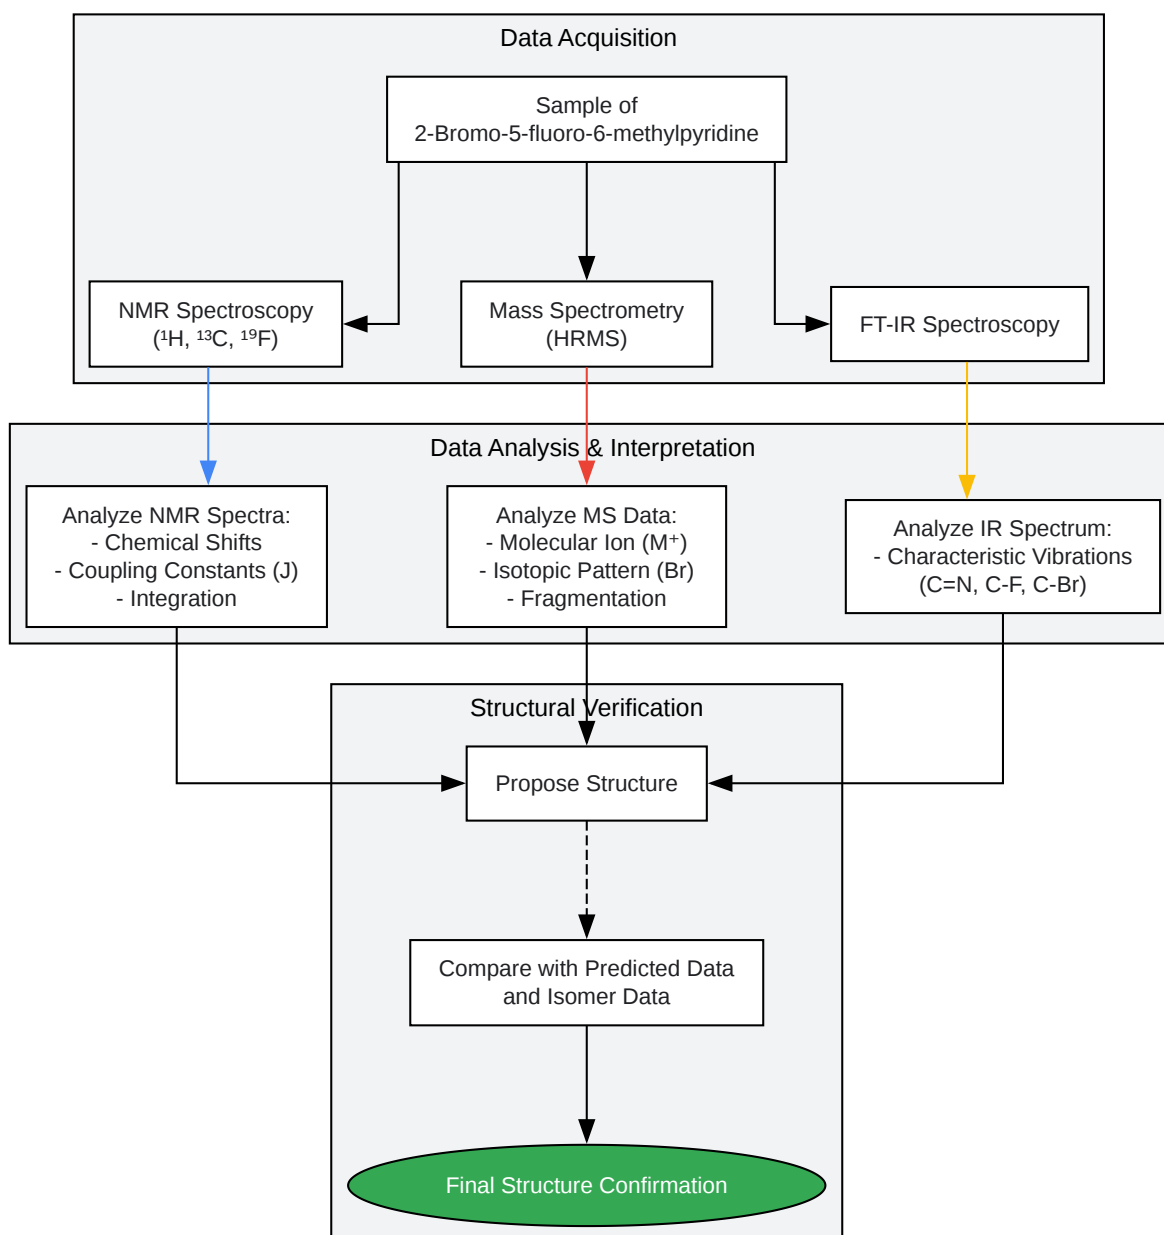 Data Acquisition
Sample of
2-Bromo-5-fluoro-6-methylpyridine
NMR Spectroscopy
(¹H, ¹³C, ¹⁹F)
Mass Spectrometry
(HRMS)
FT-IR Spectroscopy
Data Analysis & Interpretation
Analyze NMR Spectra:
- Chemical Shifts
- Coupling Constants (J)
- Integration
Analyze MS Data:
- Molecular Ion (M⁺)
- Isotopic Pattern (Br)
- Fragmentation
Analyze IR Spectrum:
- Characteristic Vibrations
(C=N, C-F, C-Br)
Structural Verification
Propose Structure
Compare with Predicted Data
and Isomer Data
Final Structure Confirmation